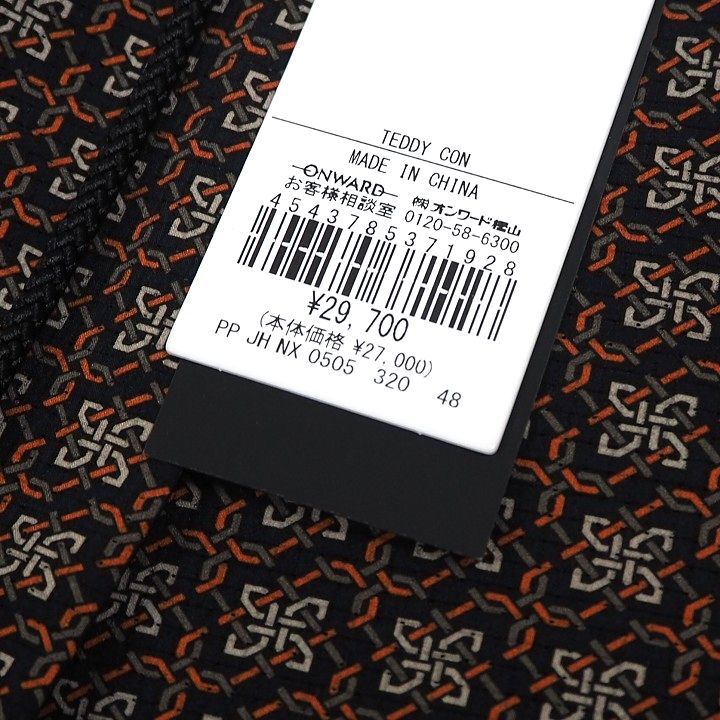 TEDDY CON
MADE IN CHINA
ONWARD ㈱オンワード樫山
お客様相談室 0120-58-6300
4543785371928
¥29,700
(本体価格 ¥27,000)
PP JH NX 0505 320 48